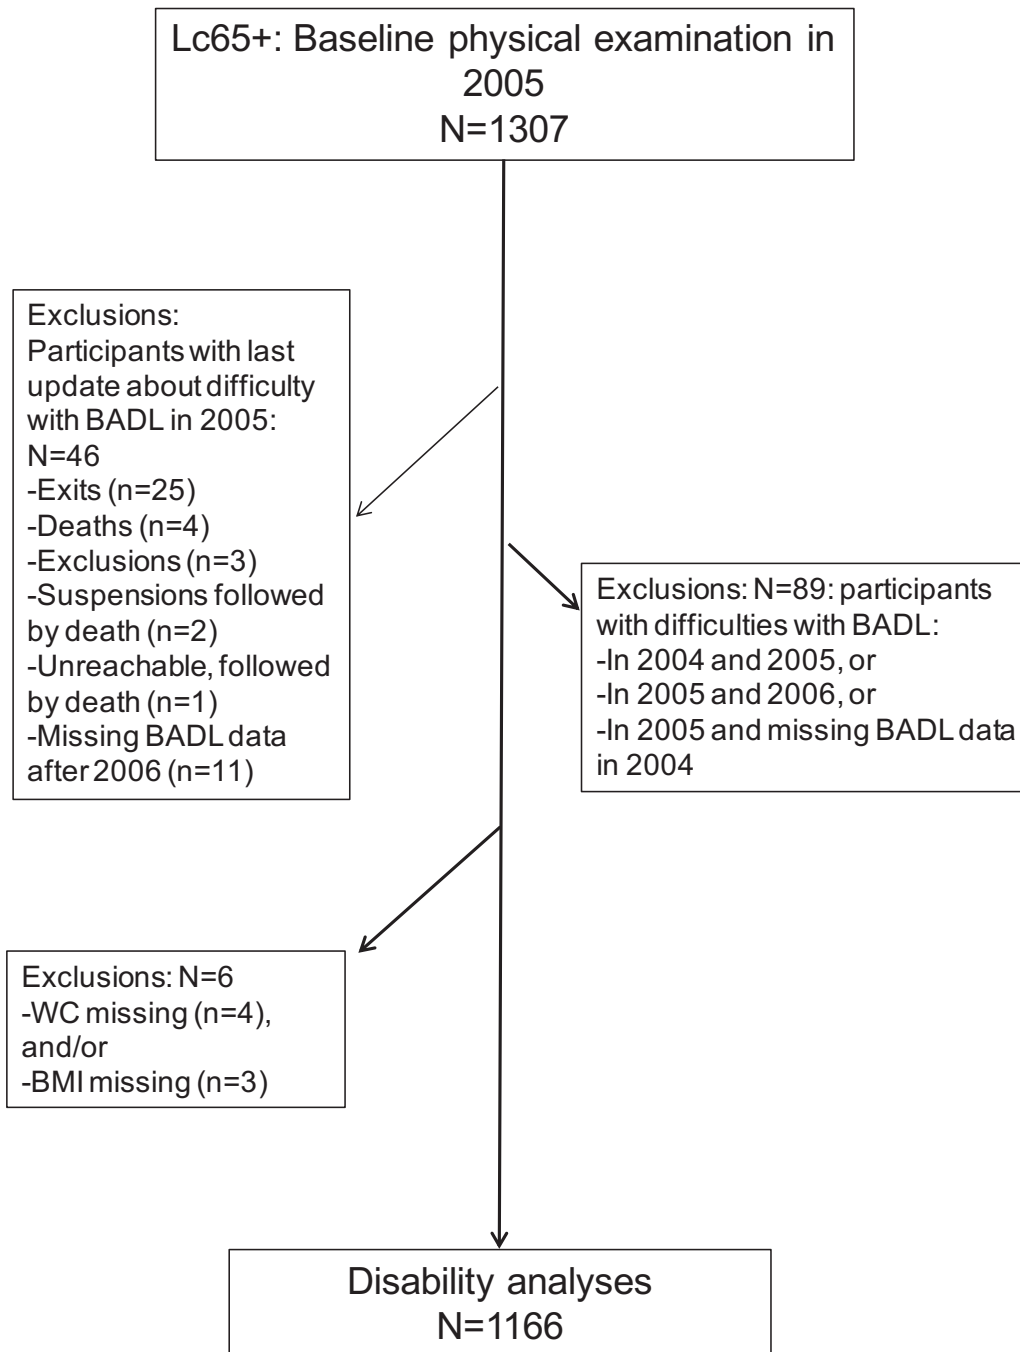 Lc65+: Baseline physical examination in
2005
N=1307
Exclusions:
Participants with last
update about difficulty
with BADL in 2005:
N=46
-Exits (n=25)
-Deaths (n=4)
-Exclusions (n=3)
-Suspensions followed
by death (n=2)
-Unreachable, followed
by death (n=1)
-Missing BADL data
after 2006 (n=11)
Exclusions: N=89: participants
with difficulties with BADL:
-In 2004 and 2005, or
-In 2005 and 2006, or
-In 2005 and missing BADL data
in 2004
Exclusions: N=6
-WC missing (n=4),
and/or
-BMI missing (n=3)
Disability analyses
N=1166